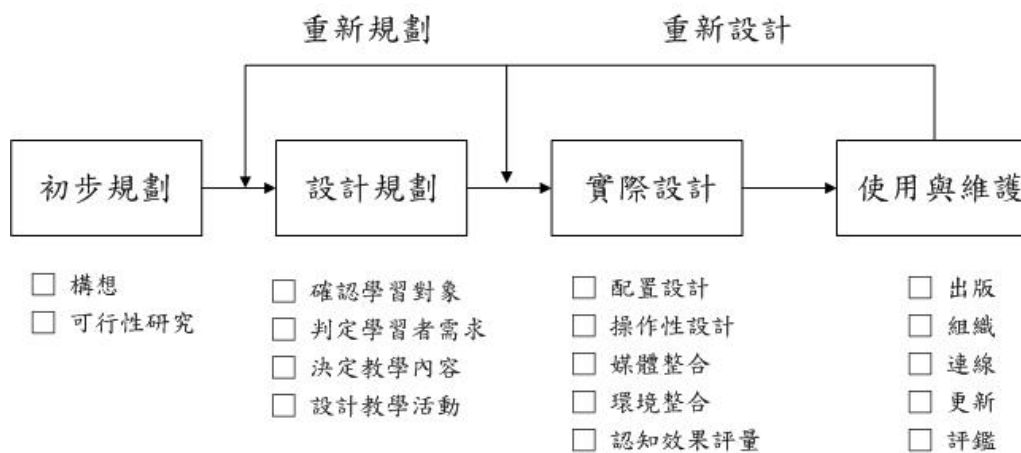 重新規劃
重新設計
初步規劃
設計規劃
實際設計
使用與維護
□ 構想
□ 可行性研究
□ 確認學習對象
□ 判定學習者需求
□ 決定教學內容
□ 設計教學活動
□ 配置設計
□ 操作性設計
□ 媒體整合
□ 環境整合
□ 認知效果評量
□ 出版
□ 組織
□ 連線
□ 更新
□ 評鑑